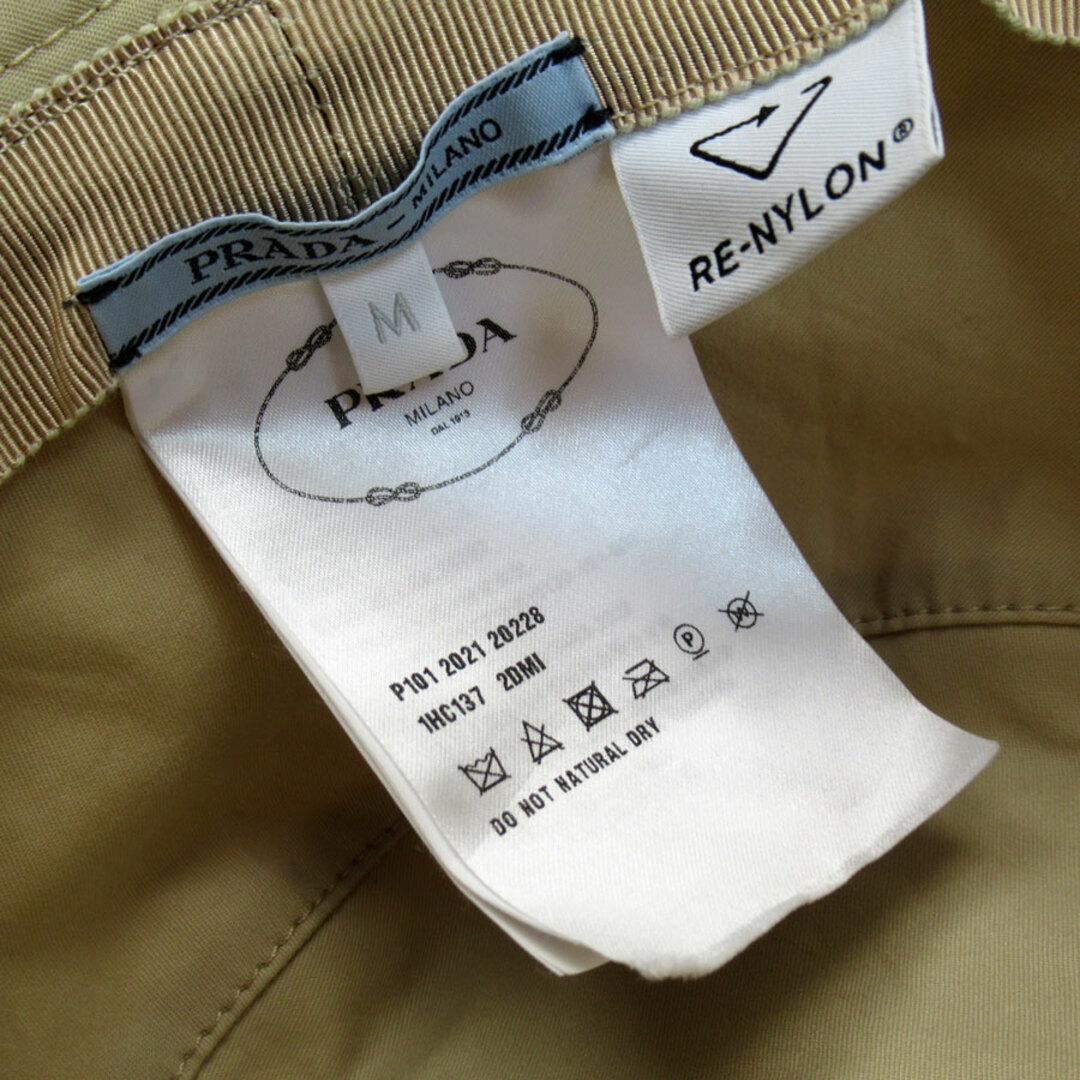 PRADA - MILANO
RE-NYLON®
M
PRADA
MILANO
DAL 1913
P101 2021 20228
1HC137 2DMI
P
W
DO NOT NATURAL DRY